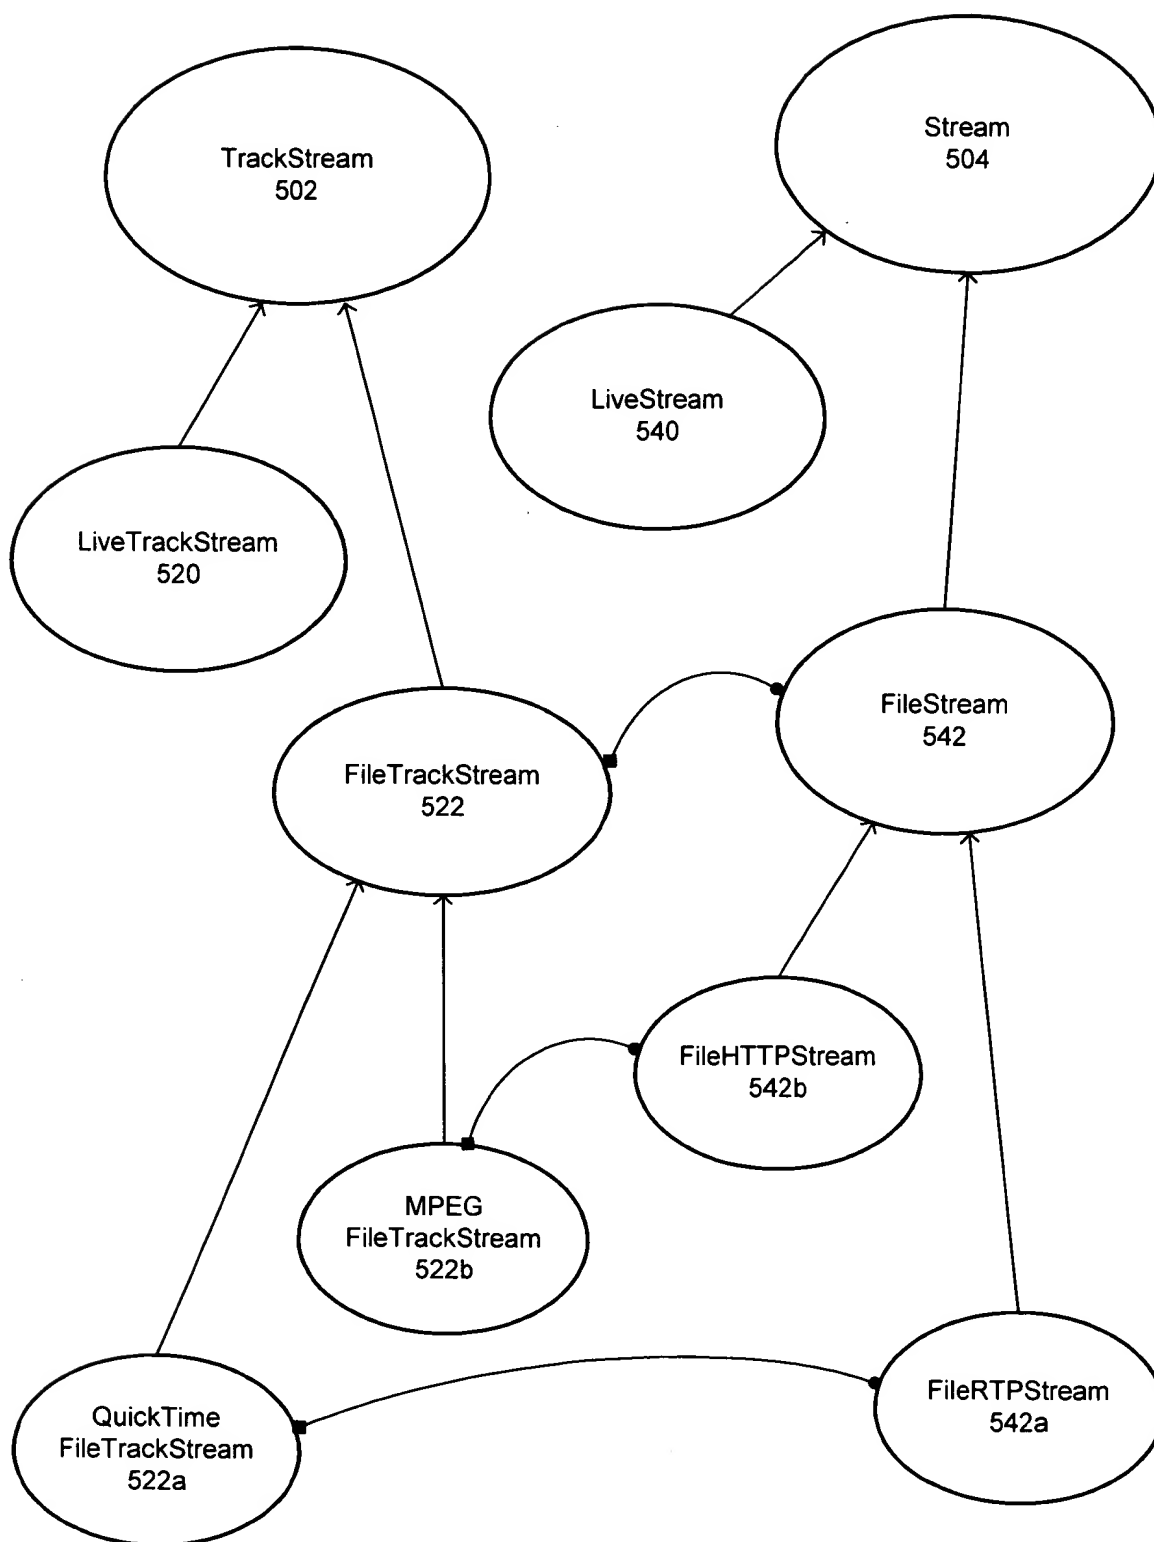 Stream
504
TrackStream
502
LiveStream
540
LiveTrackStream
520
FileStream
542
FileTrackStream
522
FileHTTPStream
542b
MPEG
FileTrackStream
522b
FileRTPStream
542a
QuickTime
FileTrackStream
522a